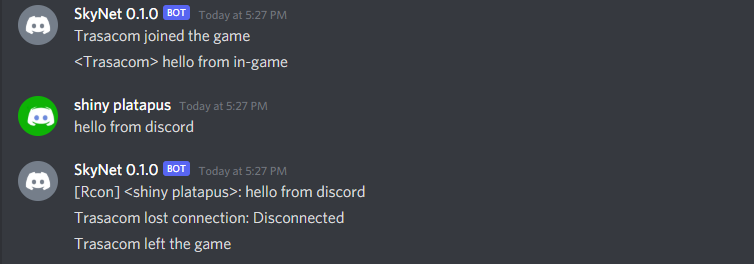 SkyNet 0.1.0 BOT Today at 5:27 PM
Trasacom joined the game
<Trasacom> hello from in-game
shiny platapus Today at 5:27 PM
hello from discord
SkyNet 0.1.0 BOT Today at 5:27 PM
[Rcon] <shiny platapus>: hello from discord
Trasacom lost connection: Disconnected
Trasacom left the game